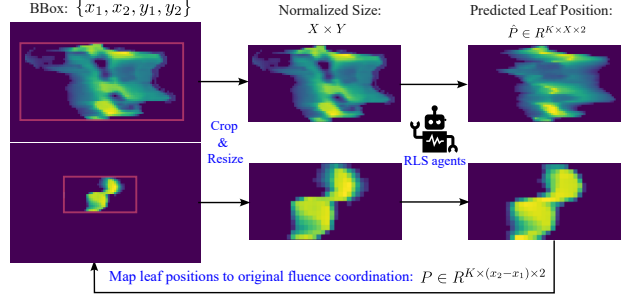 BBox: {x₁, x₂, y₁, y₂}
Normalized Size:
X × Y
Predicted Leaf Position:
P̂ ∈ R^{K×X×2}
Crop
&
Resize
RLS agents
Map leaf positions to original fluence coordination: P ∈ R^{K×(x₂−x₁)×2}